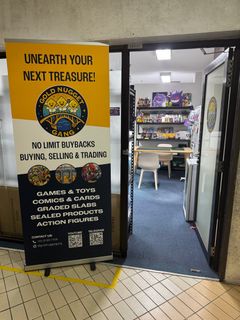 UNEARTH YOUR
NEXT TREASURE!
GOLD NUGGET
GANG
NO LIMIT BUYBACKS
BUYING, SELLING & TRADING
GAMES & TOYS
COMICS & CARDS
GRADED SLABS
SEALED PRODUCTS
ACTION FIGURES
CONTACT US